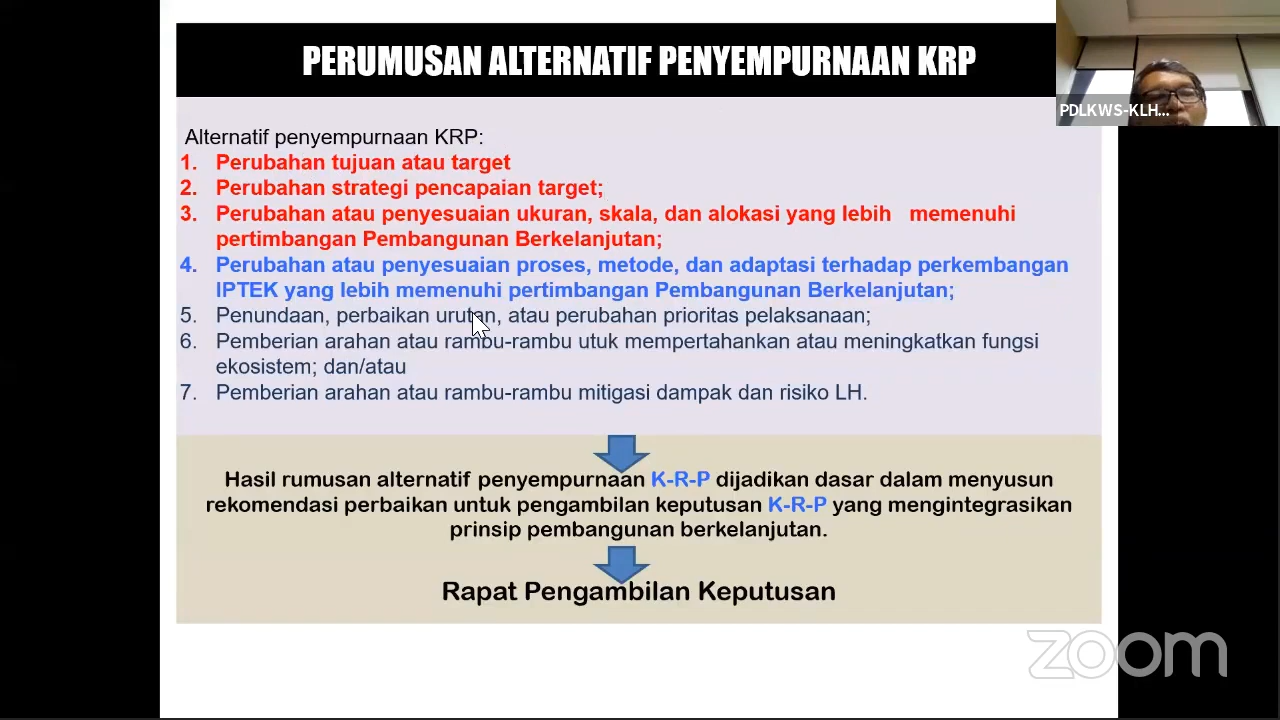 PERUMUSAN ALTERNATIF PENYEMPURNAAN KRP
PDLKWS-KLH...
Alternatif penyempurnaan KRP:
1. Perubahan tujuan atau target
2. Perubahan strategi pencapaian target;
3. Perubahan atau penyesuaian ukuran, skala, dan alokasi yang lebih memenuhi
pertimbangan Pembangunan Berkelanjutan;
4. Perubahan atau penyesuaian proses, metode, dan adaptasi terhadap perkembangan
IPTEK yang lebih memenuhi pertimbangan Pembangunan Berkelanjutan;
5. Penundaan, perbaikan urutan, atau perubahan prioritas pelaksanaan;
6. Pemberian arahan atau rambu-rambu utuk mempertahankan atau meningkatkan fungsi
ekosistem; dan/atau
7. Pemberian arahan atau rambu-rambu mitigasi dampak dan risiko LH.
Hasil rumusan alternatif penyempurnaan K-R-P dijadikan dasar dalam menyusun
rekomendasi perbaikan untuk pengambilan keputusan K-R-P yang mengintegrasikan
prinsip pembangunan berkelanjutan.
Rapat Pengambilan Keputusan
zoom